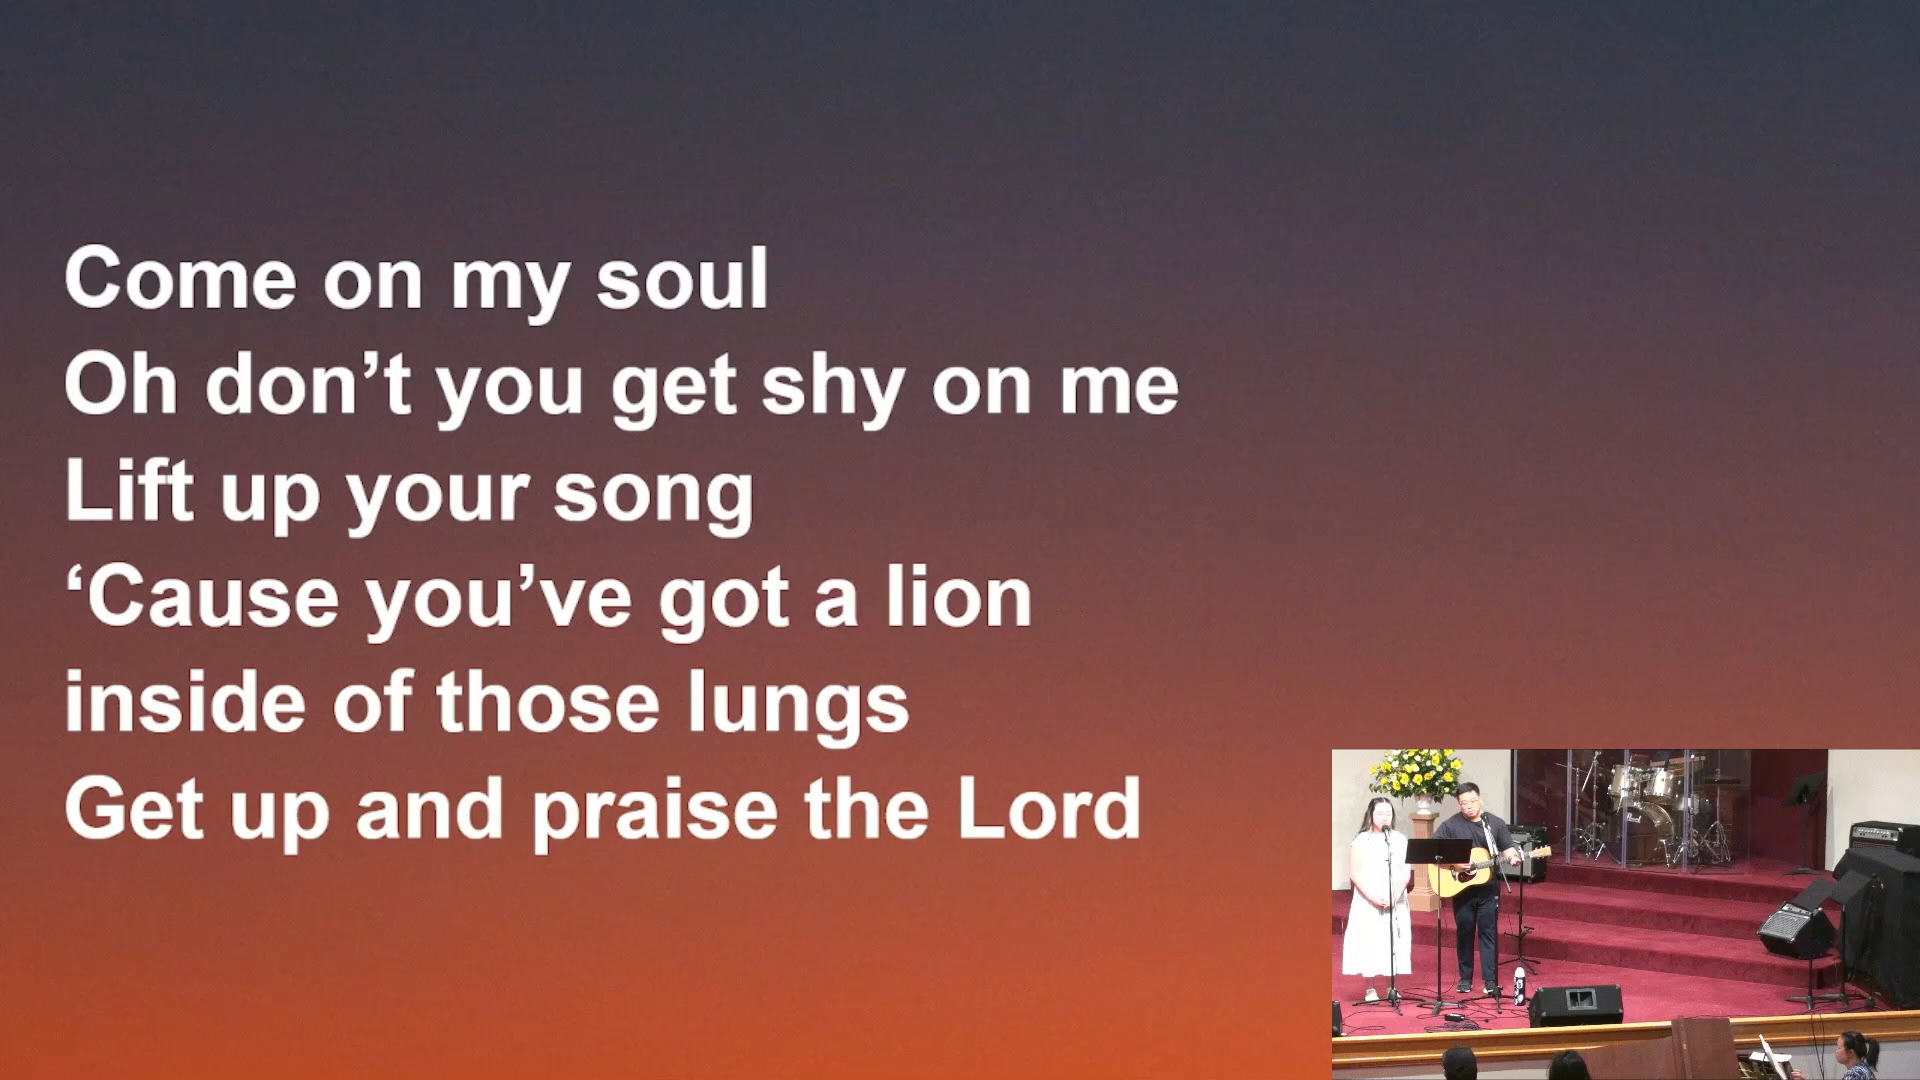 Come on my soul
Oh don’t you get shy on me
Lift up your song
‘Cause you’ve got a lion
inside of those lungs
Get up and praise the Lord
Pearl